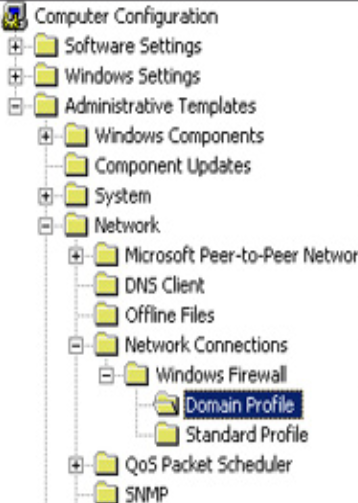 Computer Configuration
Software Settings
Windows Settings
Administrative Templates
Windows Components
Component Updates
System
Network
Microsoft Peer-to-Peer Networ
DNS Client
Offline Files
Network Connections
Windows Firewall
Domain Profile
Standard Profile
QoS Packet Scheduler
SNMP